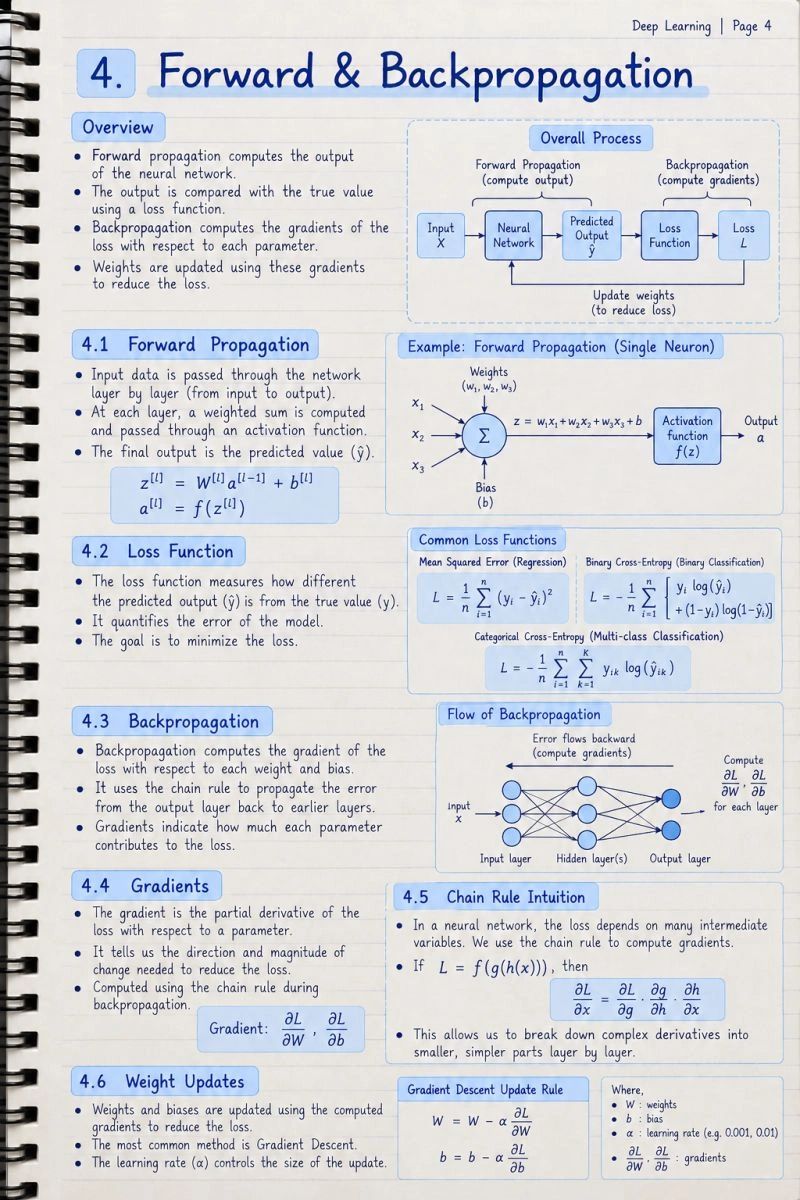 Deep Learning | Page 4
4. Forward & Backpropagation
Overview
• Forward propagation computes the output
of the neural network.
• The output is compared with the true value
using a loss function.
• Backpropagation computes the gradients of the
loss with respect to each parameter.
• Weights are updated using these gradients
to reduce the loss.
Overall Process
Forward Propagation
(compute output)
Backpropagation
(compute gradients)
Input
X
Neural
Network
Predicted
Output
ŷ
Loss
Function
Loss
L
Update weights
(to reduce loss)
4.1 Forward Propagation
• Input data is passed through the network
layer by layer (from input to output).
• At each layer, a weighted sum is computed
and passed through an activation function.
• The final output is the predicted value (ŷ).
z^[l] = W^[l] a^[l-1] + b^[l]
a^[l] = f(z^[l])
Example: Forward Propagation (Single Neuron)
Weights
(w₁, w₂, w₃)
x₁
x₂
x₃
Σ
z = w₁x₁ + w₂x₂ + w₃x₃ + b
Bias
(b)
Activation
function
f(z)
Output
a
4.2 Loss Function
• The loss function measures how different
the predicted output (ŷ) is from the true value (y).
• It quantifies the error of the model.
• The goal is to minimize the loss.
Common Loss Functions
Mean Squared Error (Regression)
L = 1/n Σ_{i=1}^{n} (yᵢ - ŷᵢ)²
Binary Cross-Entropy (Binary Classification)
L = - 1/n Σ_{i=1}^{n} [ yᵢ log(ŷᵢ)
+ (1-yᵢ) log(1-ŷᵢ)]
Categorical Cross-Entropy (Multi-class Classification)
L = - 1/n Σ_{i=1}^{n} Σ_{k=1}^{K} y_{ik} log(ŷ_{ik})
4.3 Backpropagation
• Backpropagation computes the gradient of the
loss with respect to each weight and bias.
• It uses the chain rule to propagate the error
from the output layer back to earlier layers.
• Gradients indicate how much each parameter
contributes to the loss.
Flow of Backpropagation
Error flows backward
(compute gradients)
Input
X
Input layer
Hidden layer(s)
Output layer
Compute
∂L/∂W, ∂L/∂b
for each layer
4.4 Gradients
• The gradient is the partial derivative of the
loss with respect to a parameter.
• It tells us the direction and magnitude of
change needed to reduce the loss.
• Computed using the chain rule during
backpropagation.
Gradient: ∂L/∂W , ∂L/∂b
4.5 Chain Rule Intuition
• In a neural network, the loss depends on many intermediate
variables. We use the chain rule to compute gradients.
• If L = f(g(h(x))), then
∂L/∂x = ∂L/∂g · ∂g/∂h · ∂h/∂x
• This allows us to break down complex derivatives into
smaller, simpler parts layer by layer.
4.6 Weight Updates
• Weights and biases are updated using the computed
gradients to reduce the loss.
• The most common method is Gradient Descent.
• The learning rate (α) controls the size of the update.
Gradient Descent Update Rule
W = W - α ∂L/∂W
b = b - α ∂L/∂b
Where,
• W : weights
• b : bias
• α : learning rate (e.g. 0.001, 0.01)
• ∂L/∂W, ∂L/∂b : gradients